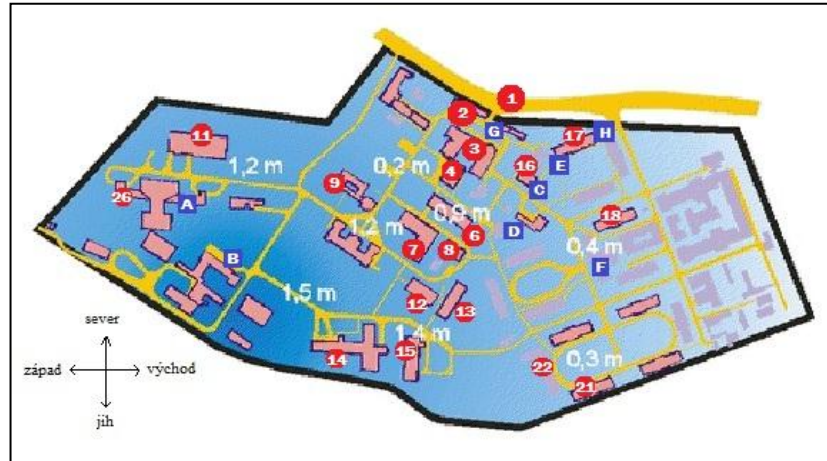 1
2
G
17
H
11
3
1,2 m
0,2 m
4
16
E
9
C
26
A
0,9 m
18
1,2 m
6
D
7
8
0,4 m
B
F
1,5 m
12
13
sever
1,4 m
14
15
0,3 m
22
západ
východ
21
jih